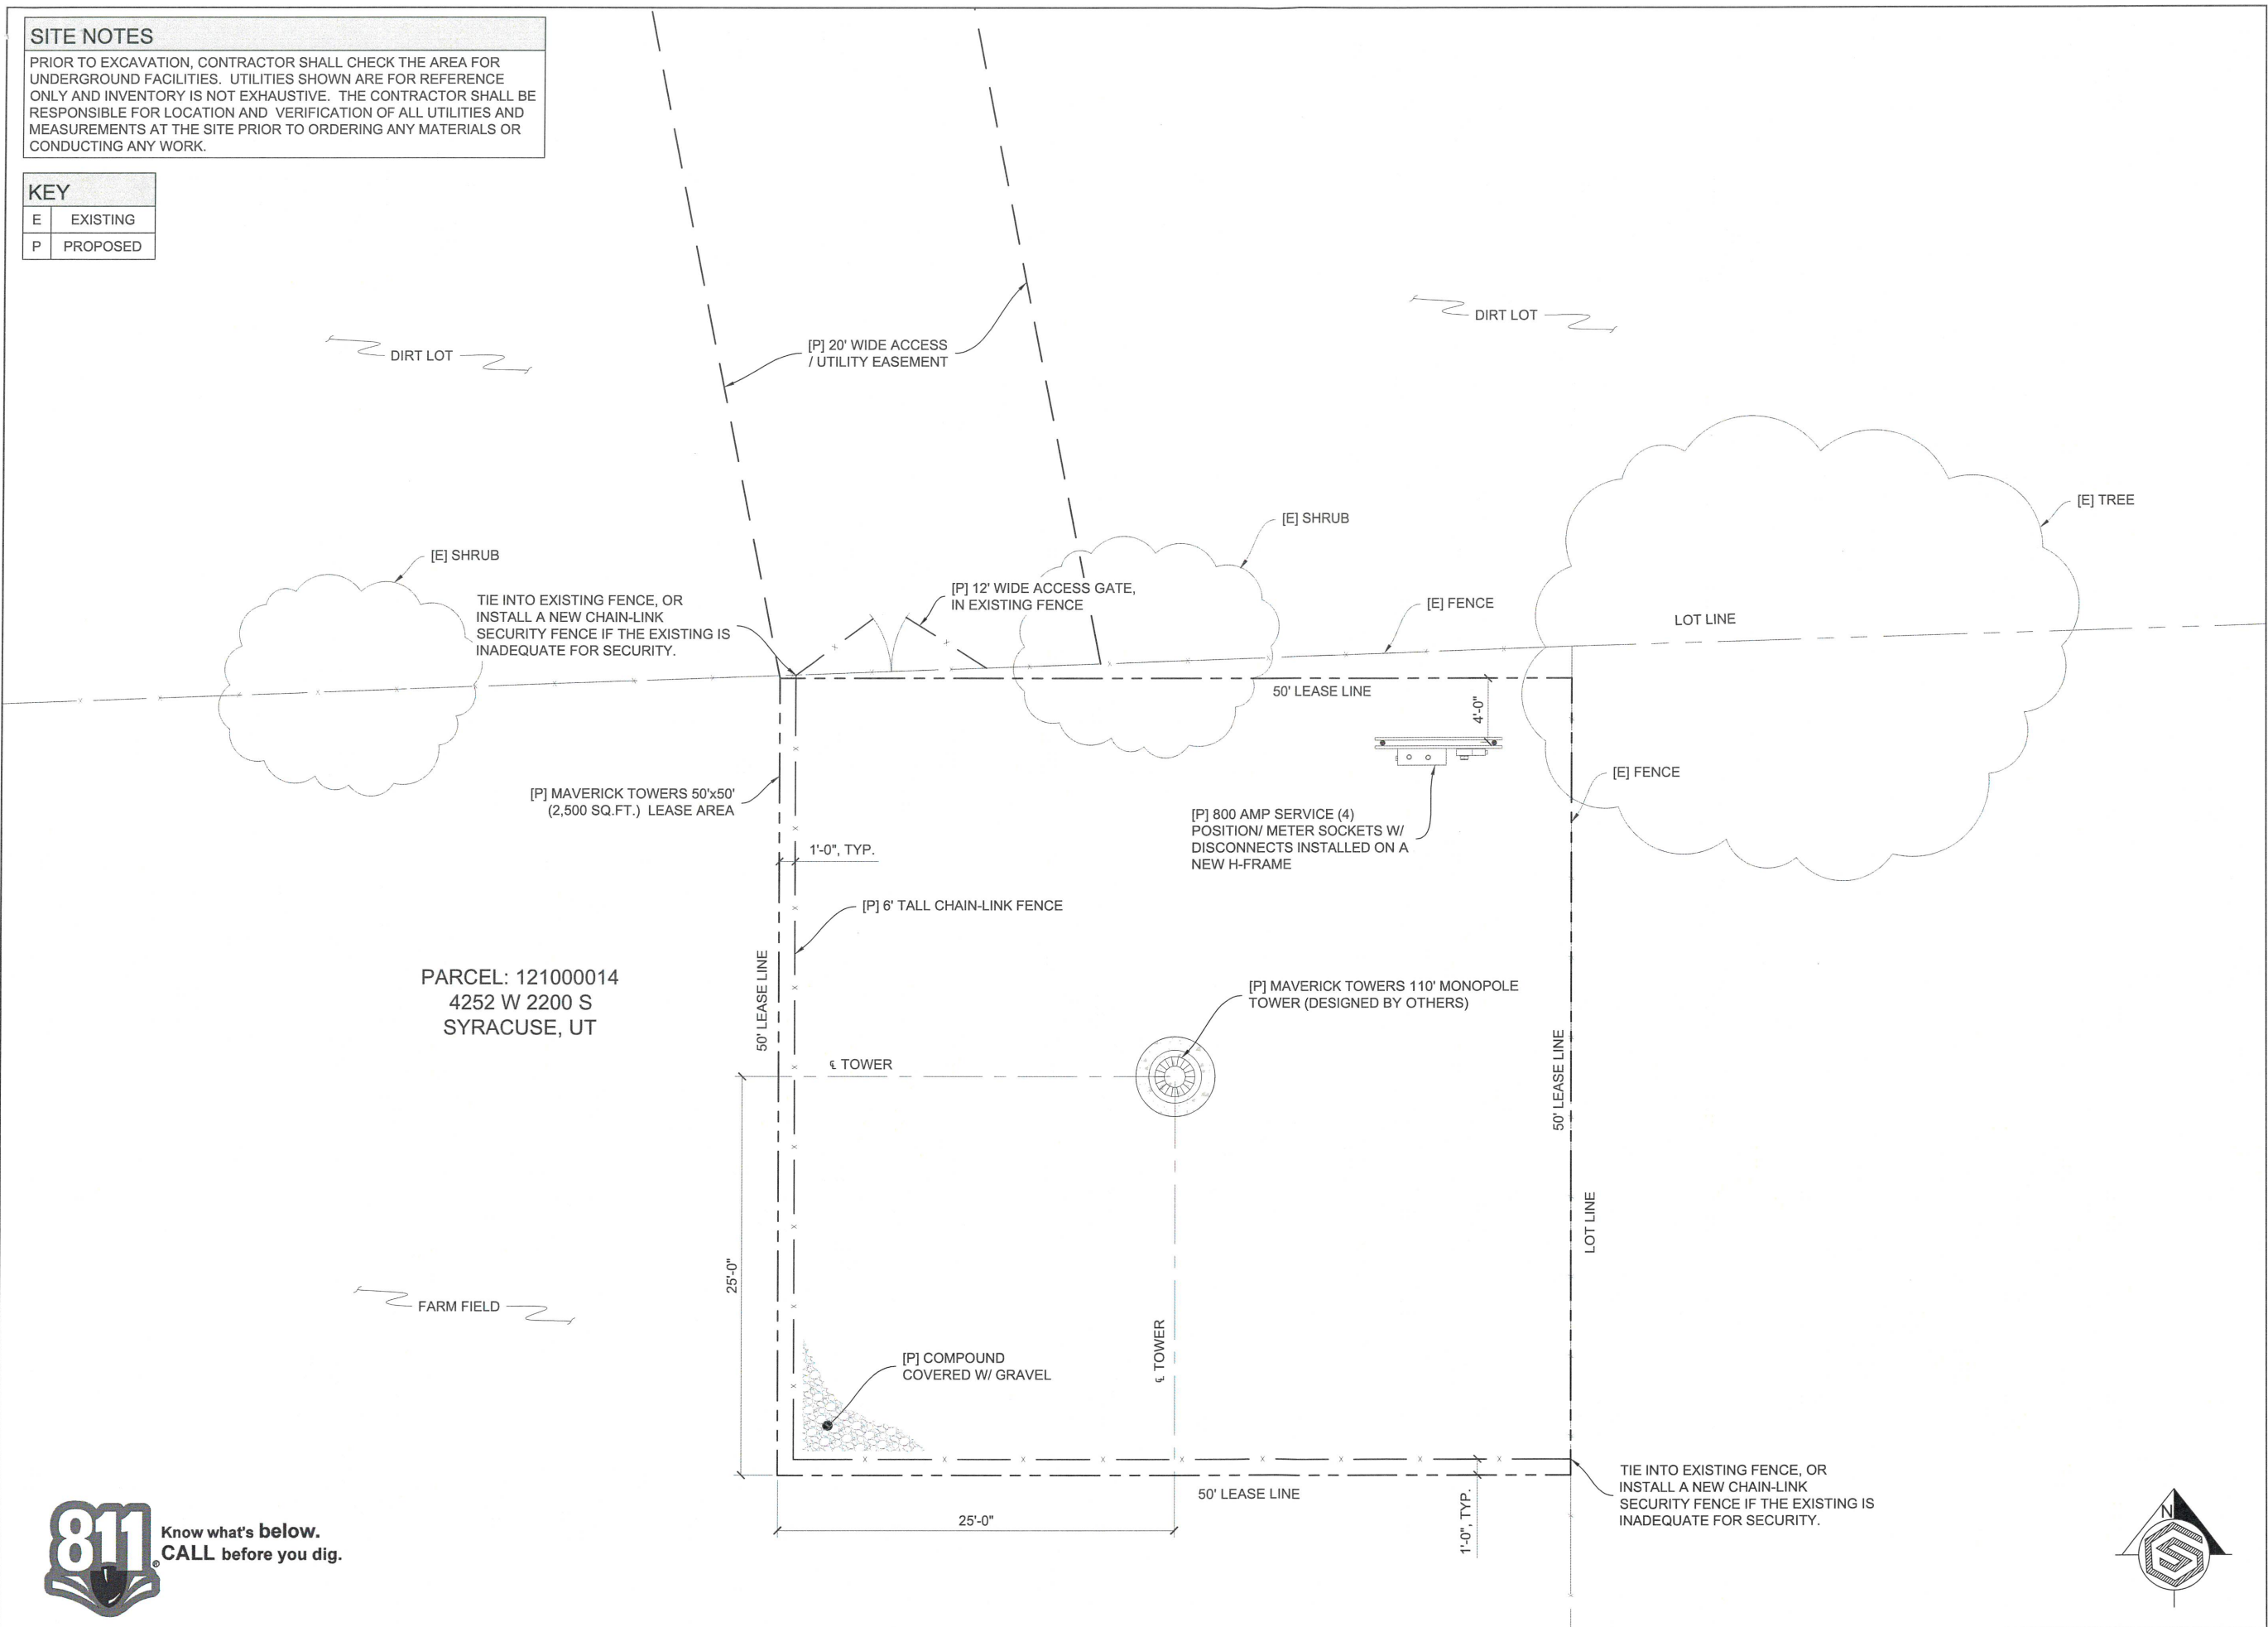 SITE NOTES
PRIOR TO EXCAVATION, CONTRACTOR SHALL CHECK THE AREA FOR
UNDERGROUND FACILITIES. UTILITIES SHOWN ARE FOR REFERENCE
ONLY AND INVENTORY IS NOT EXHAUSTIVE. THE CONTRACTOR SHALL BE
RESPONSIBLE FOR LOCATION AND VERIFICATION OF ALL UTILITIES AND
MEASUREMENTS AT THE SITE PRIOR TO ORDERING ANY MATERIALS OR
CONDUCTING ANY WORK.
KEY
E EXISTING
P PROPOSED
DIRT LOT
DIRT LOT
[P] 20' WIDE ACCESS
/ UTILITY EASEMENT
[E] TREE
[E] SHRUB
[E] SHRUB
[P] 12' WIDE ACCESS GATE,
IN EXISTING FENCE
TIE INTO EXISTING FENCE, OR
INSTALL A NEW CHAIN-LINK
SECURITY FENCE IF THE EXISTING IS
INADEQUATE FOR SECURITY.
[E] FENCE
LOT LINE
50' LEASE LINE
4'-0"
[E] FENCE
[P] MAVERICK TOWERS 50'x50'
(2,500 SQ.FT.) LEASE AREA
[P] 800 AMP SERVICE (4)
POSITION/ METER SOCKETS W/
DISCONNECTS INSTALLED ON A
NEW H-FRAME
1'-0", TYP.
[P] 6' TALL CHAIN-LINK FENCE
PARCEL: 121000014
4252 W 2200 S
SYRACUSE, UT
50' LEASE LINE
[P] MAVERICK TOWERS 110' MONOPOLE
TOWER (DESIGNED BY OTHERS)
℄ TOWER
50' LEASE LINE
LOT LINE
25'-0"
FARM FIELD
℄ TOWER
[P] COMPOUND
COVERED W/ GRAVEL
50' LEASE LINE
25'-0"
1'-0", TYP.
TIE INTO EXISTING FENCE, OR
INSTALL A NEW CHAIN-LINK
SECURITY FENCE IF THE EXISTING IS
INADEQUATE FOR SECURITY.
811®
Know what's below.
CALL before you dig.
N